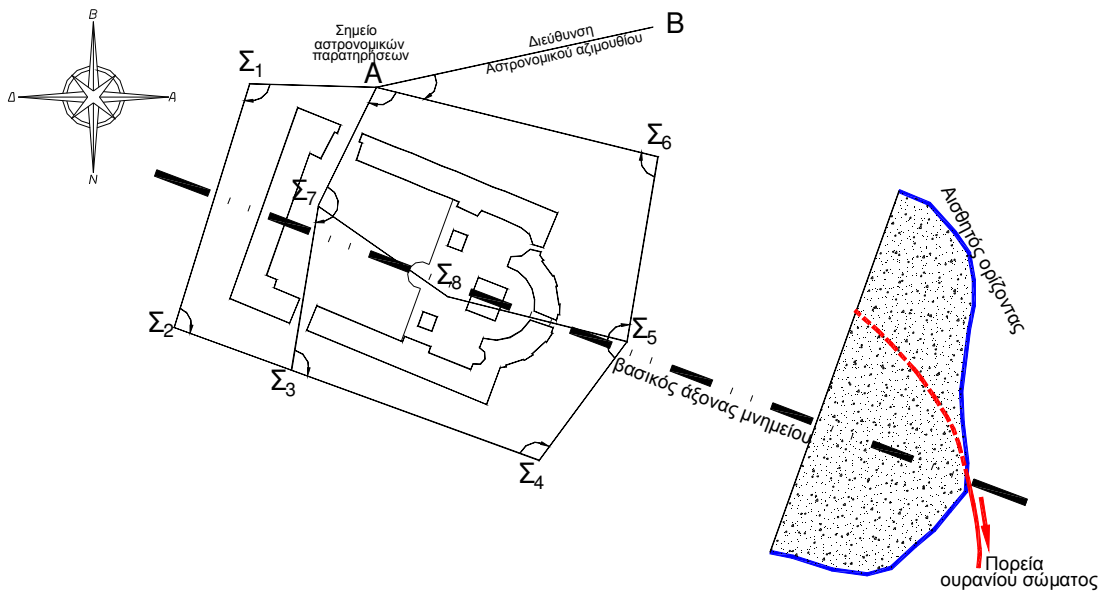 Β
Δ
Α
Ν
Σημείο
αστρονομικών
παρατηρήσεων
Α
Διεύθυνση
Αστρονομικού αζιμουθίου
Β
Σ1
Σ6
Σ7
Σ8
Σ2
Σ5
Σ3
Σ4
βασικός άξονας μνημείου
Αισθητός ορίζοντας
Πορεία
ουρανίου σώματος